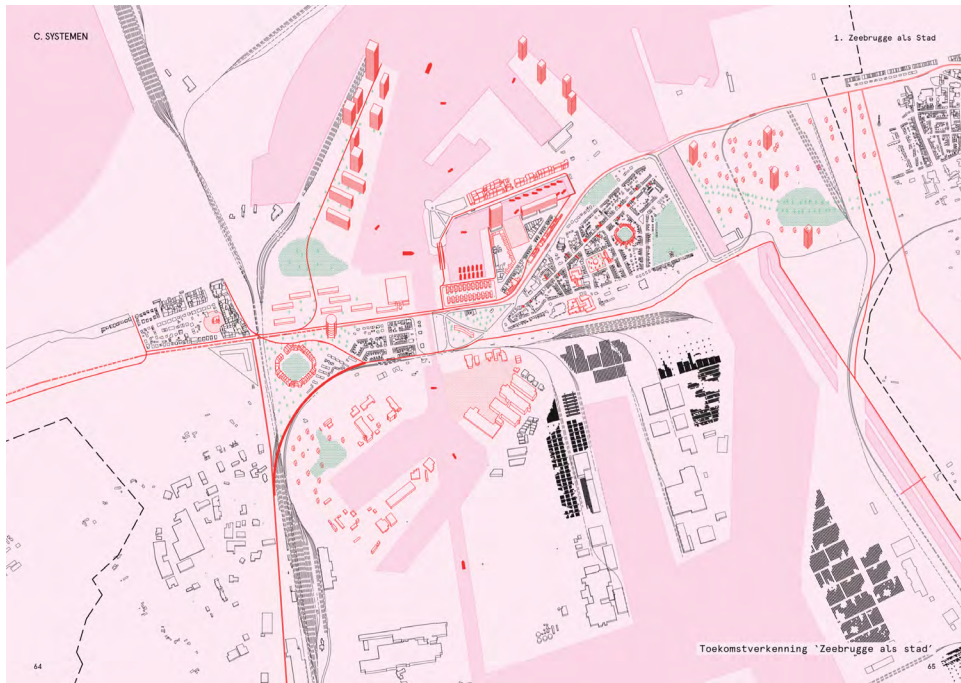 C. SYSTEMEN
1. Zeebrugge als Stad
Toekomstverkenning ‘Zeebrugge als stad’
64
65